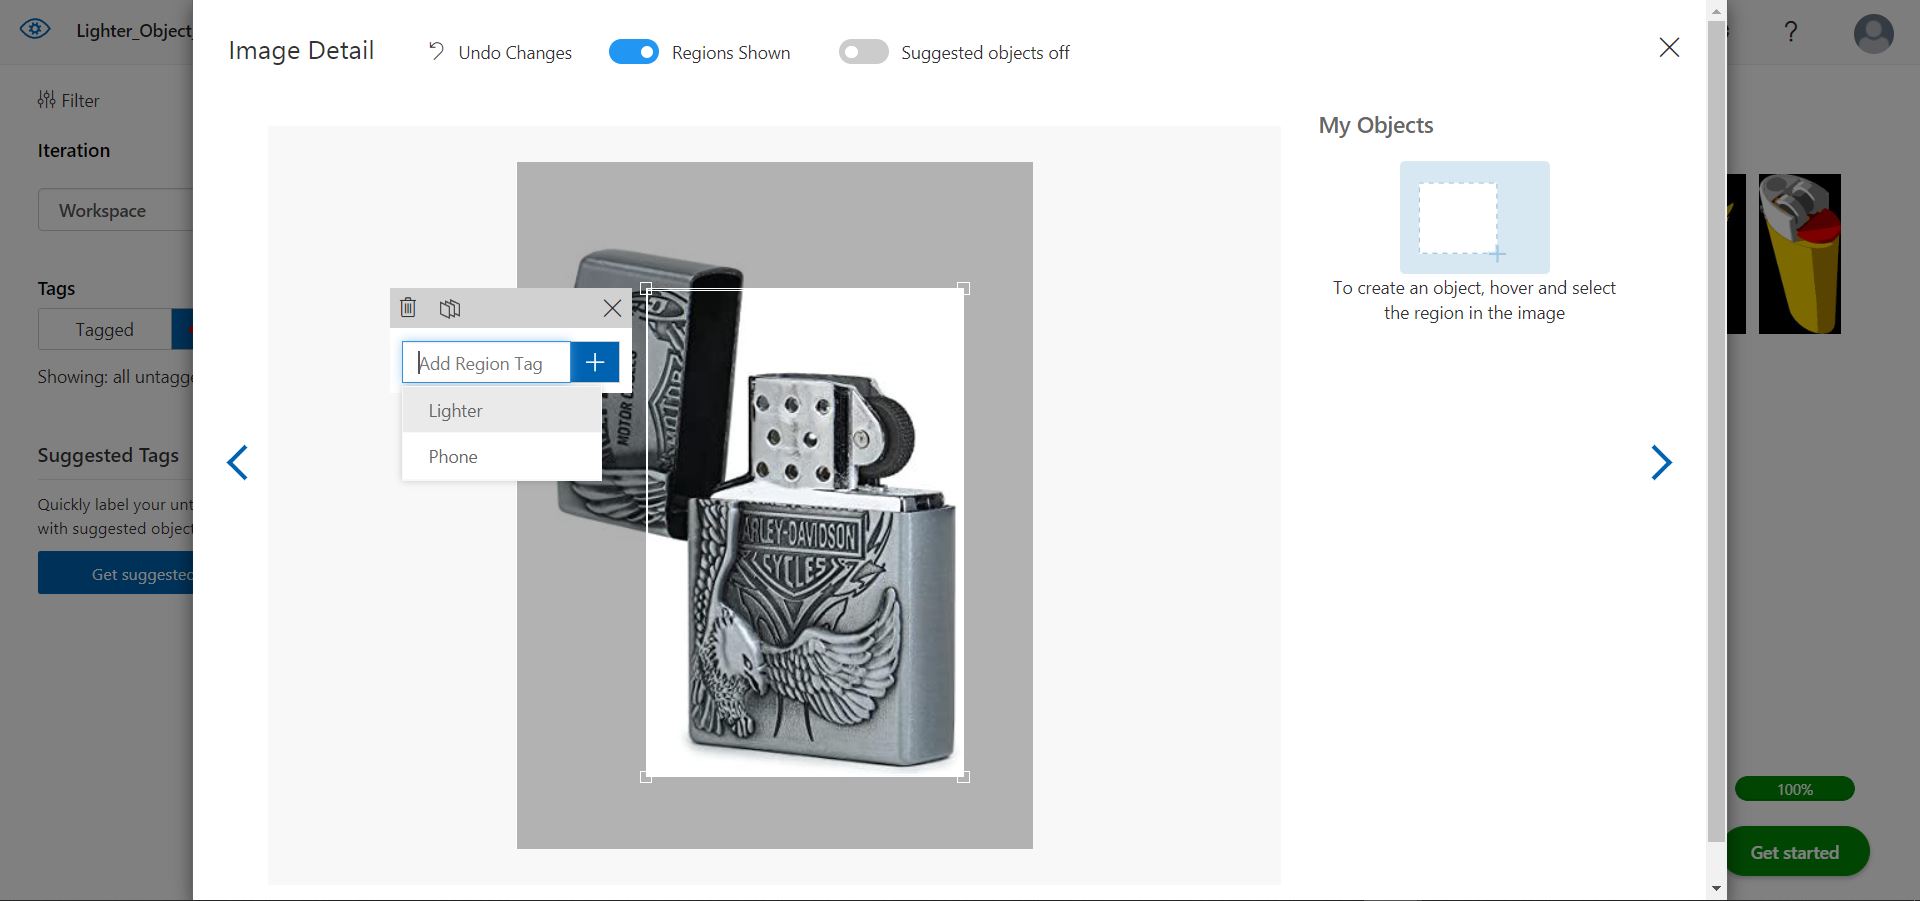 Lighter_Object
Image Detail
Undo Changes
Regions Shown
Suggested objects off
?
Filter
Iteration
Workspace
Tags
Tagged
Showing: all untagge
Suggested Tags
Quickly label your unt
with suggested object
Get suggested
Add Region Tag
Lighter
Phone
MOTOR
ARLEY-DAVIDSON
CYCLES
My Objects
To create an object, hover and select
the region in the image
100%
Get started